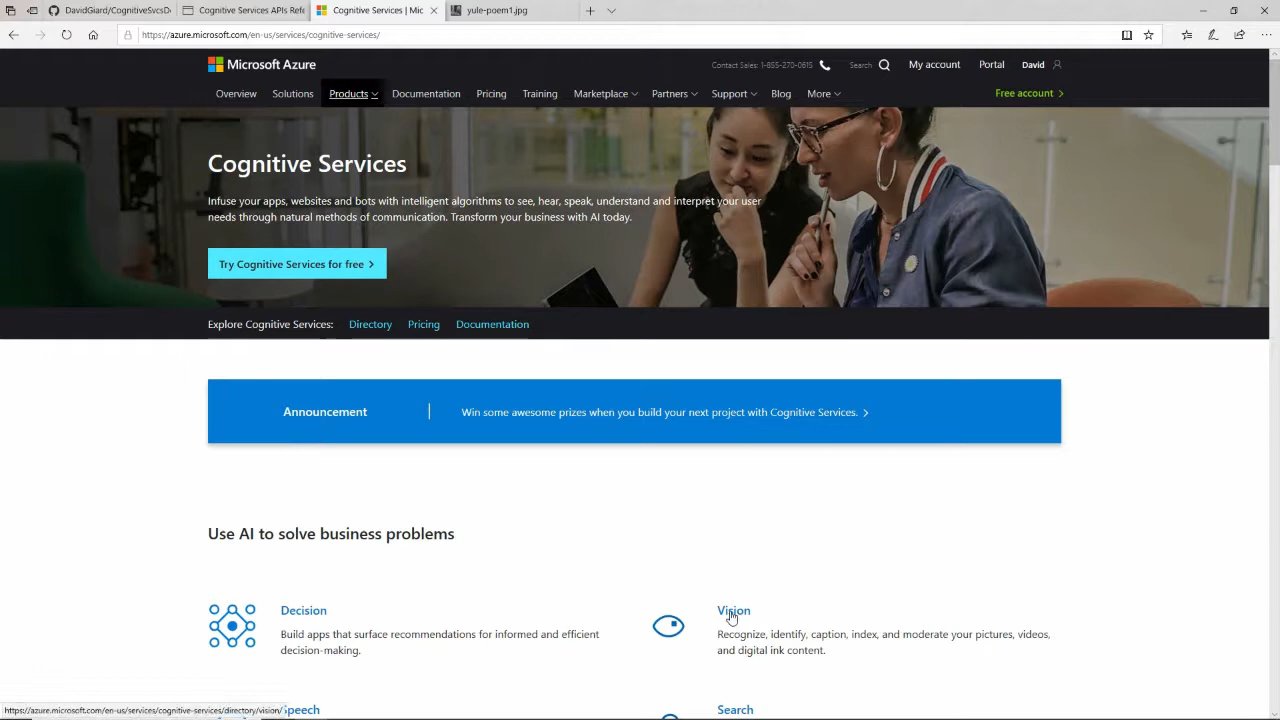 DavidGiard/CognitiveSvcsD
Cognitive Services APIs Refe
Cognitive Services | Mic
yule-poem1.jpg
https://azure.microsoft.com/en-us/services/cognitive-services/
Microsoft Azure
Contact Sales: 1-855-270-0615
Search
My account
Portal
David
Overview
Solutions
Products
Documentation
Pricing
Training
Marketplace
Partners
Support
Blog
More
Free account
Cognitive Services
Infuse your apps, websites and bots with intelligent algorithms to see, hear, speak, understand and interpret your user
needs through natural methods of communication. Transform your business with AI today.
Try Cognitive Services for free
Explore Cognitive Services:
Directory
Pricing
Documentation
Announcement
Win some awesome prizes when you build your next project with Cognitive Services.
Use AI to solve business problems
Decision
Build apps that surface recommendations for informed and efficient
decision-making.
Vision
Recognize, identify, caption, index, and moderate your pictures, videos,
and digital ink content.
Speech
Search
https://azure.microsoft.com/en-us/services/cognitive-services/directory/vision/